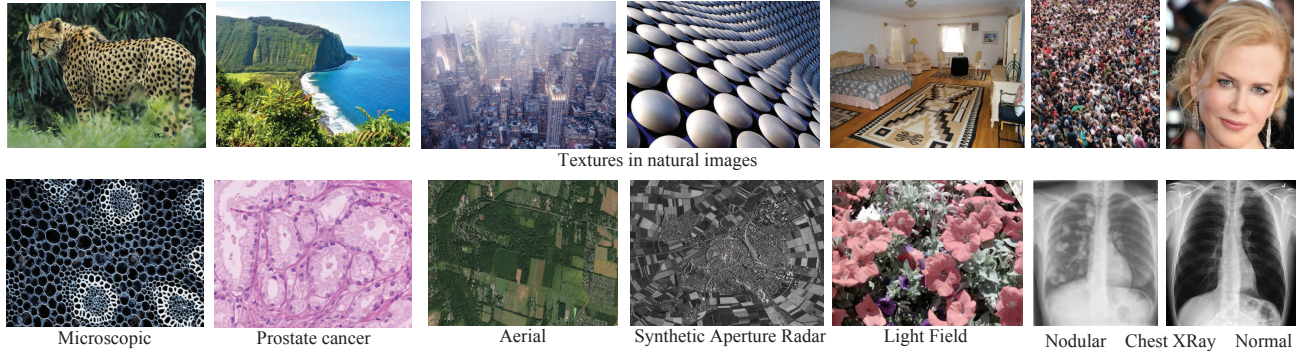 Textures in natural images
Microscopic
Prostate cancer
Aerial
Synthetic Aperture Radar
Light Field
Nodular
Chest XRay
Normal